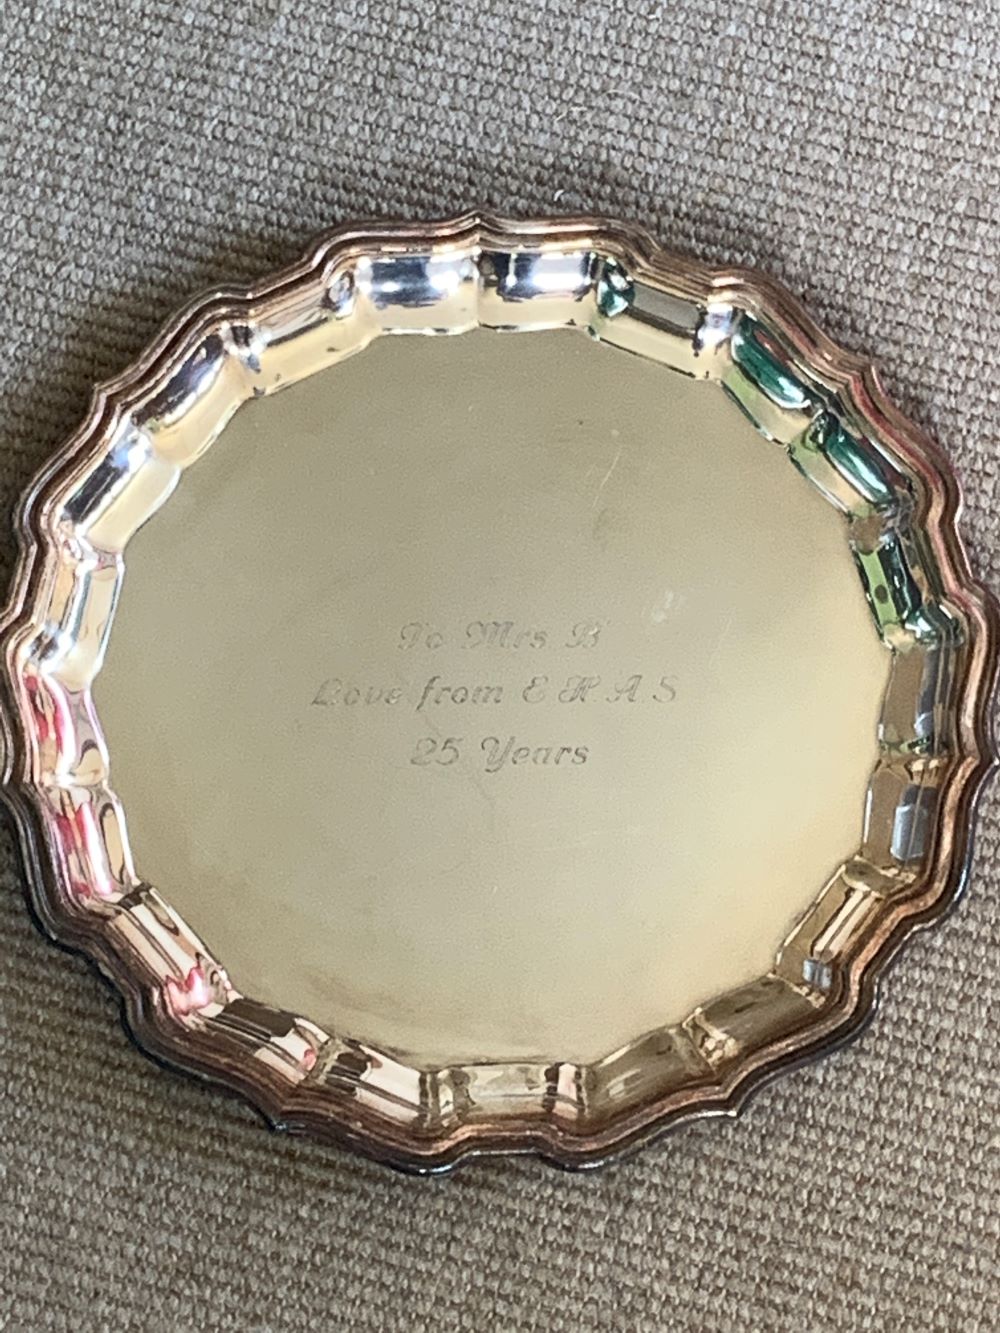 To Mrs B
Love from E H A S
25 Years